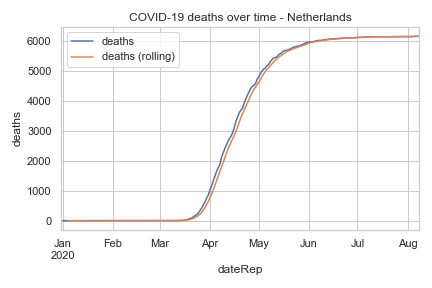 COVID-19 deaths over time - Netherlands
deaths
deaths (rolling)
6000
5000
4000
3000
2000
1000
0
deaths
Jan Feb Mar Apr May Jun Jul Aug
2020
dateRep